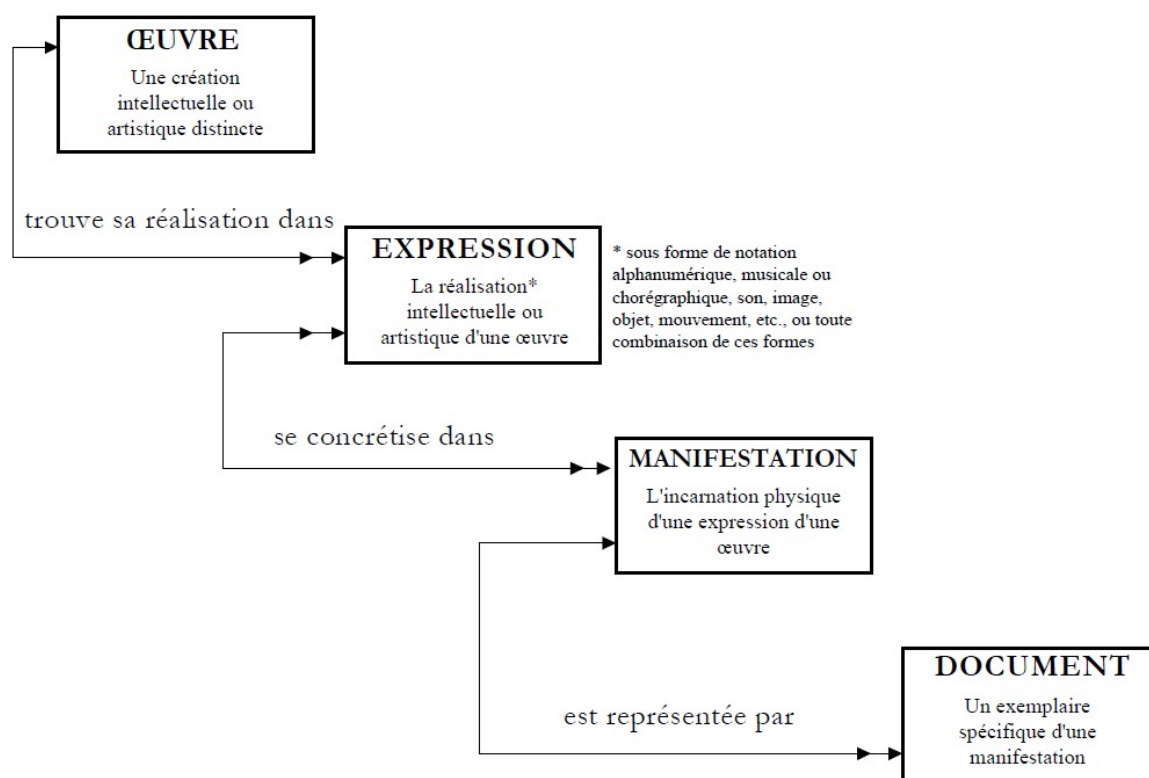 ŒUVRE
Une création
intellectuelle ou
artistique distincte
trouve sa réalisation dans
EXPRESSION
La réalisation*
intellectuelle ou
artistique d'une œuvre
* sous forme de notation
alphanumérique, musicale ou
chorégraphique, son, image,
objet, mouvement, etc., ou toute
combinaison de ces formes
se concrétise dans
MANIFESTATION
L'incarnation physique
d'une expression d'une
œuvre
est représentée par
DOCUMENT
Un exemplaire
spécifique d'une
manifestation